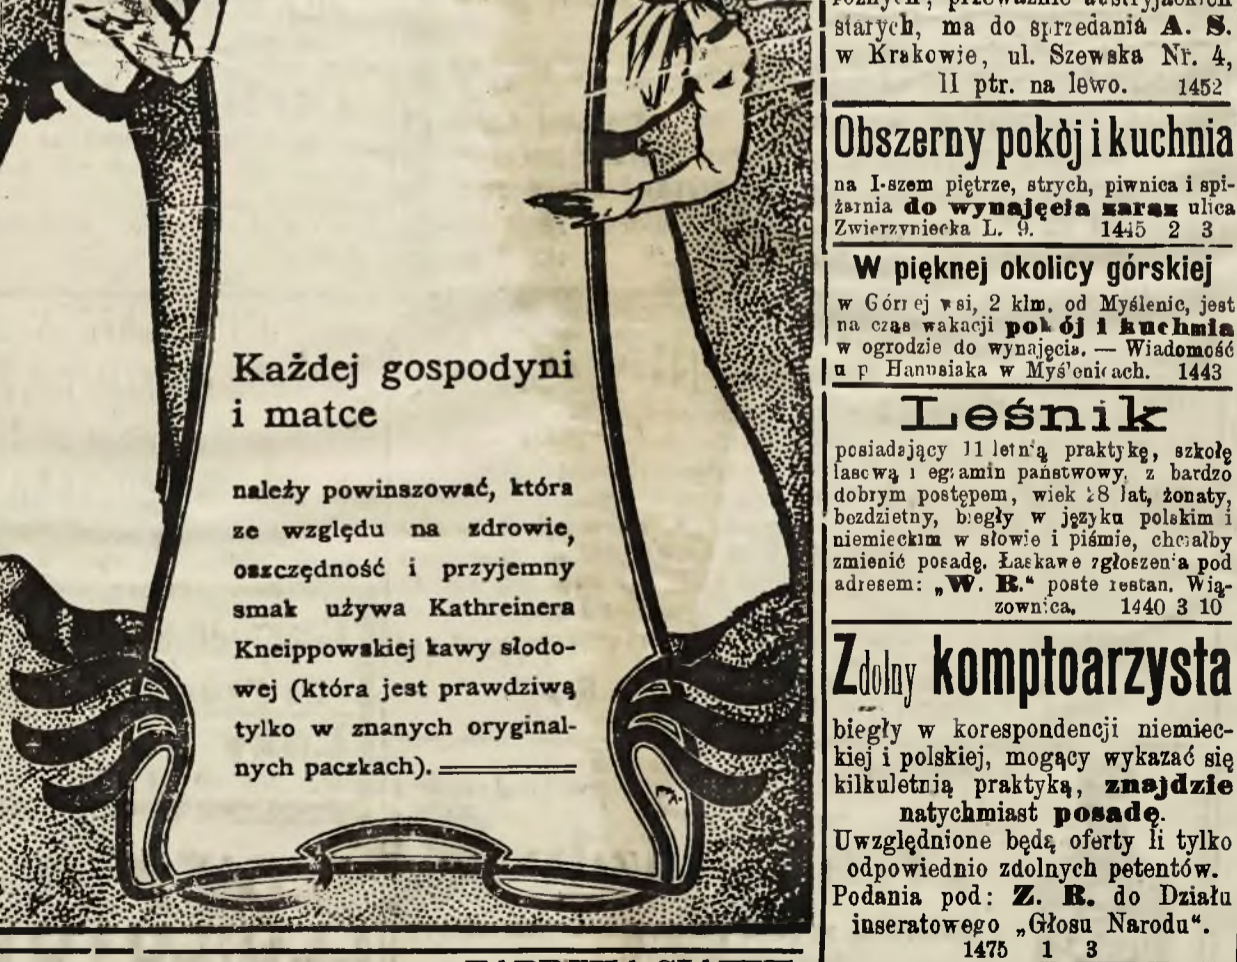 Każdej gospodyni
i matce
należy powinszować, która
ze względu na zdrowie,
oszczędność i przyjemny
smak używa Kathreinera
Kneippowskiej kawy słodo-
wej (która jest prawdziwą
tylko w znanych oryginal-
nych paczkach).
starych, ma do sprzedania A. S.
w Krakowie, ul. Szewska Nr. 4,
II ptr. na lewo. 1452
Obszerny pokój i kuchnia
na I-szem piętrze, strych, piwnica i spi-
żarnia do wynajęcia zaraz ulica
Zwierzyniecka L. 9. 1445 2 3
W pięknej okolicy górskiej
w Górnej wsi, 2 klm. od Myślenic, jest
na czas wakacji pokój i kuchnia
w ogrodzie do wynajęcia. — Wiadomość
u p Hanusiaka w Myślenicach. 1443
Leśnik
posiadający 11 letnią praktykę, szkołę
lasową i egzamin państwowy, z bardzo
dobrym postępem, wiek 28 lat, żonaty,
bezdzietny, biegły w języku polskim i
niemieckim w słowie i piśmie, chciałby
zmienić posadę. Łaskawe zgłoszenia pod
adresem: „W. R.“ poste restan. Wią-
zownica. 1440 3 10
Zdolny komptoarzysta
biegły w korespondencji niemiec-
kiej i polskiej, mogący wykazać się
kilkuletnią praktyką, znajdzie
natychmiast posadę.
Uwzględnione będą oferty li tylko
odpowiednio zdolnych petentów.
Podania pod: Z. R. do Działu
inseratowego „Głosu Narodu“.
1475 1 3